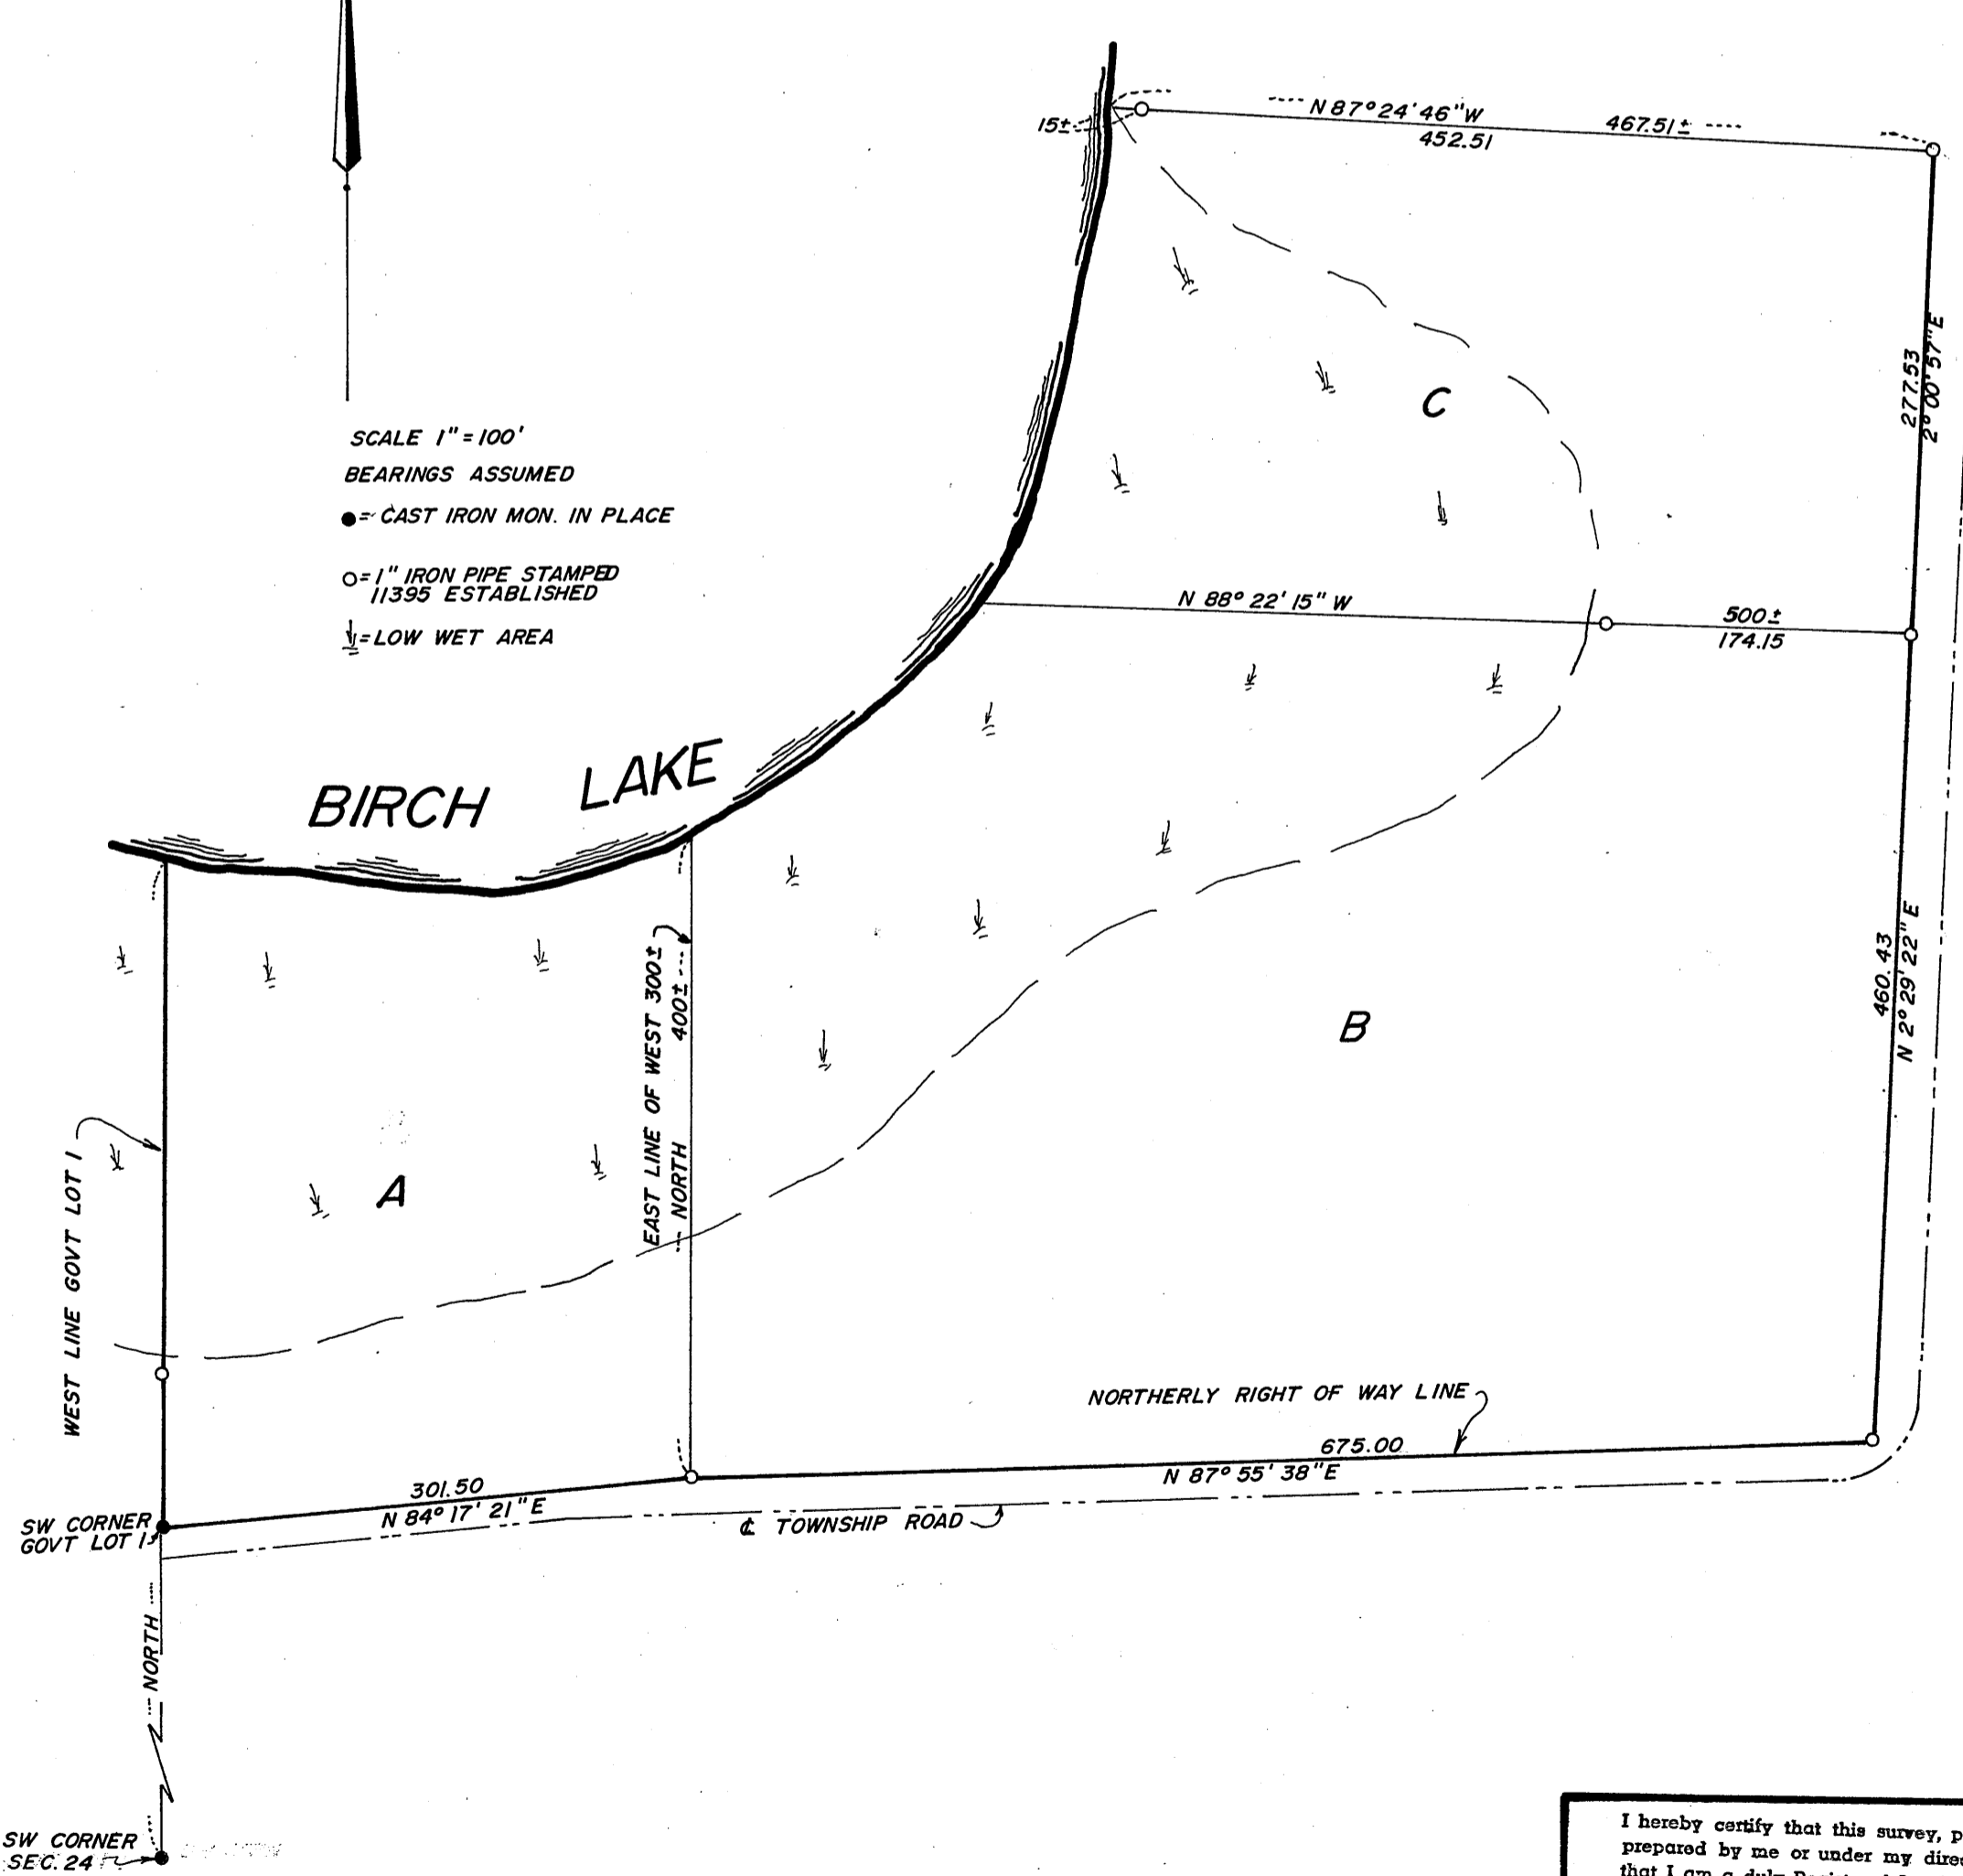 N 87° 24' 46" W
467.51±
15±
452.51
277.53
2° 00' 57" E
SCALE 1" = 100'
BEARINGS ASSUMED
= CAST IRON MON. IN PLACE
= 1" IRON PIPE STAMPED
11395 ESTABLISHED
= LOW WET AREA
C
N 88° 22' 15" W
500±
174.15
BIRCH LAKE
EAST LINE OF WEST 300±
NORTH 400±
B
460.43
N 2° 29' 22" E
A
WEST LINE GOVT LOT 1
NORTHERLY RIGHT OF WAY LINE
675.00
N 87° 55' 38" E
301.50
N 84° 17' 21" E
SW CORNER
GOVT LOT 1
℄ TOWNSHIP ROAD
NORTH
SW CORNER
SEC. 24
I hereby certify that this survey, p
prepared by me or under my dire
that I am a